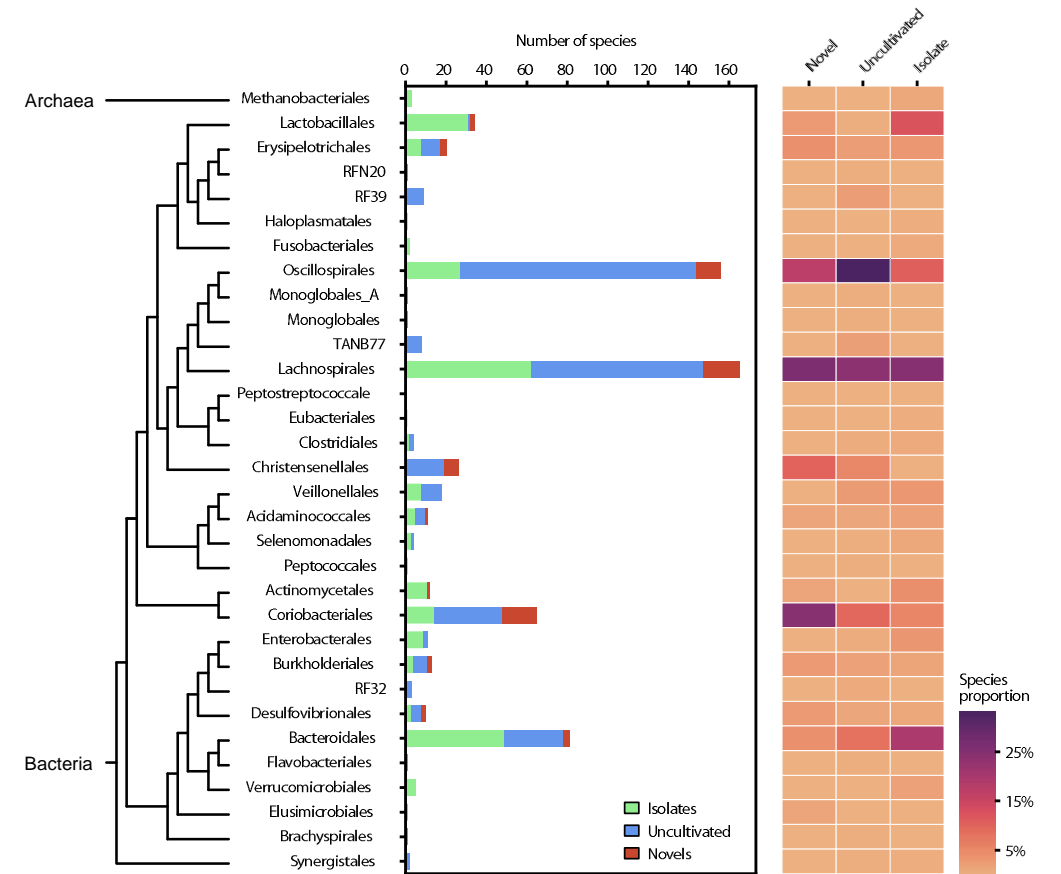 Number of species
0 20 40 60 80 100 120 140 160
Novel
Uncultivated
Isolate
Archaea
Methanobacteriales
Lactobacillales
Erysipelotrichales
RFN20
RF39
Haloplasmatales
Fusobacteriales
Oscillospirales
Monoglobales_A
Monoglobales
TANB77
Lachnospirales
Peptostreptococcale
Eubacteriales
Clostridiales
Christensenellales
Veillonellales
Acidaminococcales
Selenomonadales
Peptococcales
Actinomycetales
Coriobacteriales
Enterobacterales
Burkholderiales
RF32
Desulfovibrionales
Bacteroidales
Bacteria
Flavobacteriales
Verrucomicrobiales
Elusimicrobiales
Brachyspirales
Synergistales
Isolates
Uncultivated
Novels
Species
proportion
25%
15%
5%